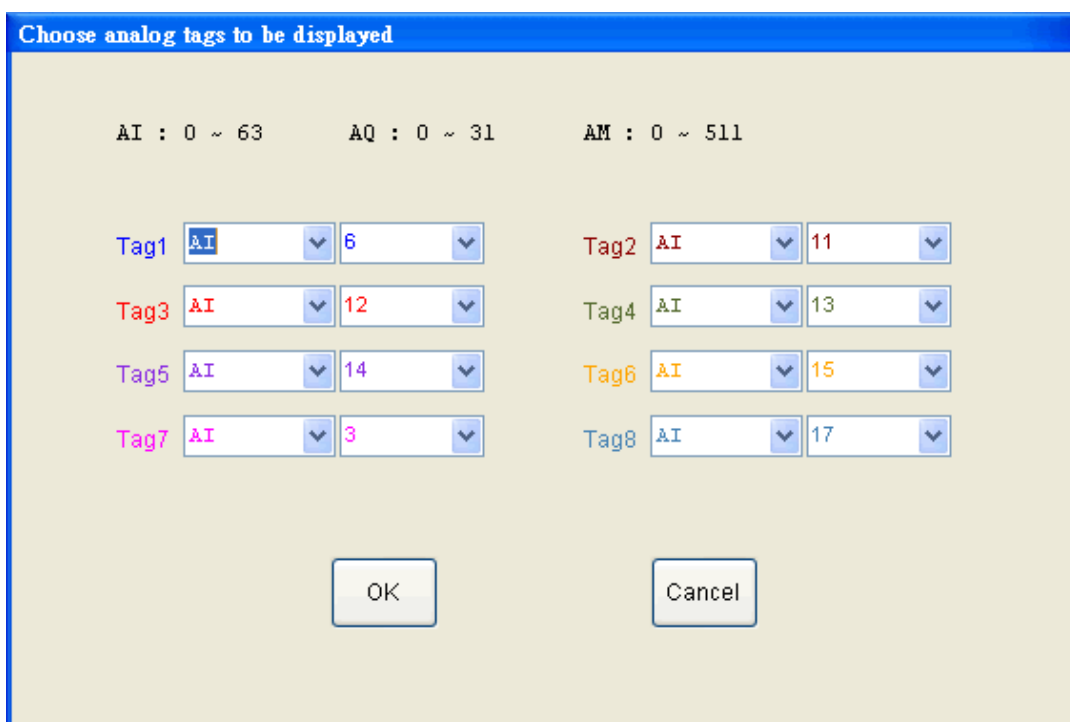 Choose analog tags to be displayed
AI : 0 ~ 63 AQ : 0 ~ 31 AM : 0 ~ 511
Tag1 AI 6 Tag2 AI 11
Tag3 AI 12 Tag4 AI 13
Tag5 AI 14 Tag6 AI 15
Tag7 AI 3 Tag8 AI 17
OK Cancel